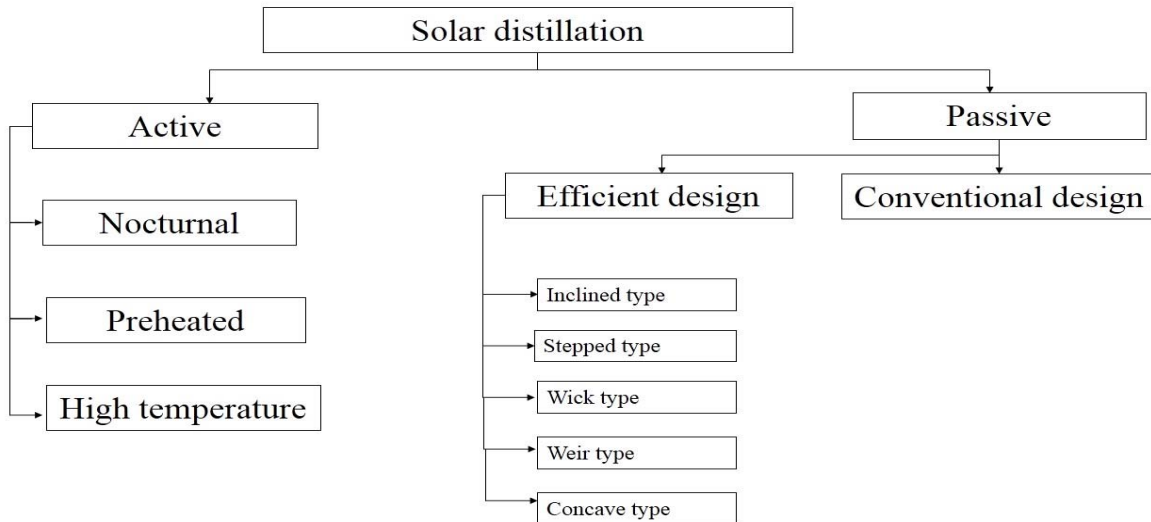 Solar distillation
Active
Passive
Efficient design
Conventional design
Nocturnal
Preheated
High temperature
Inclined type
Stepped type
Wick type
Weir type
Concave type